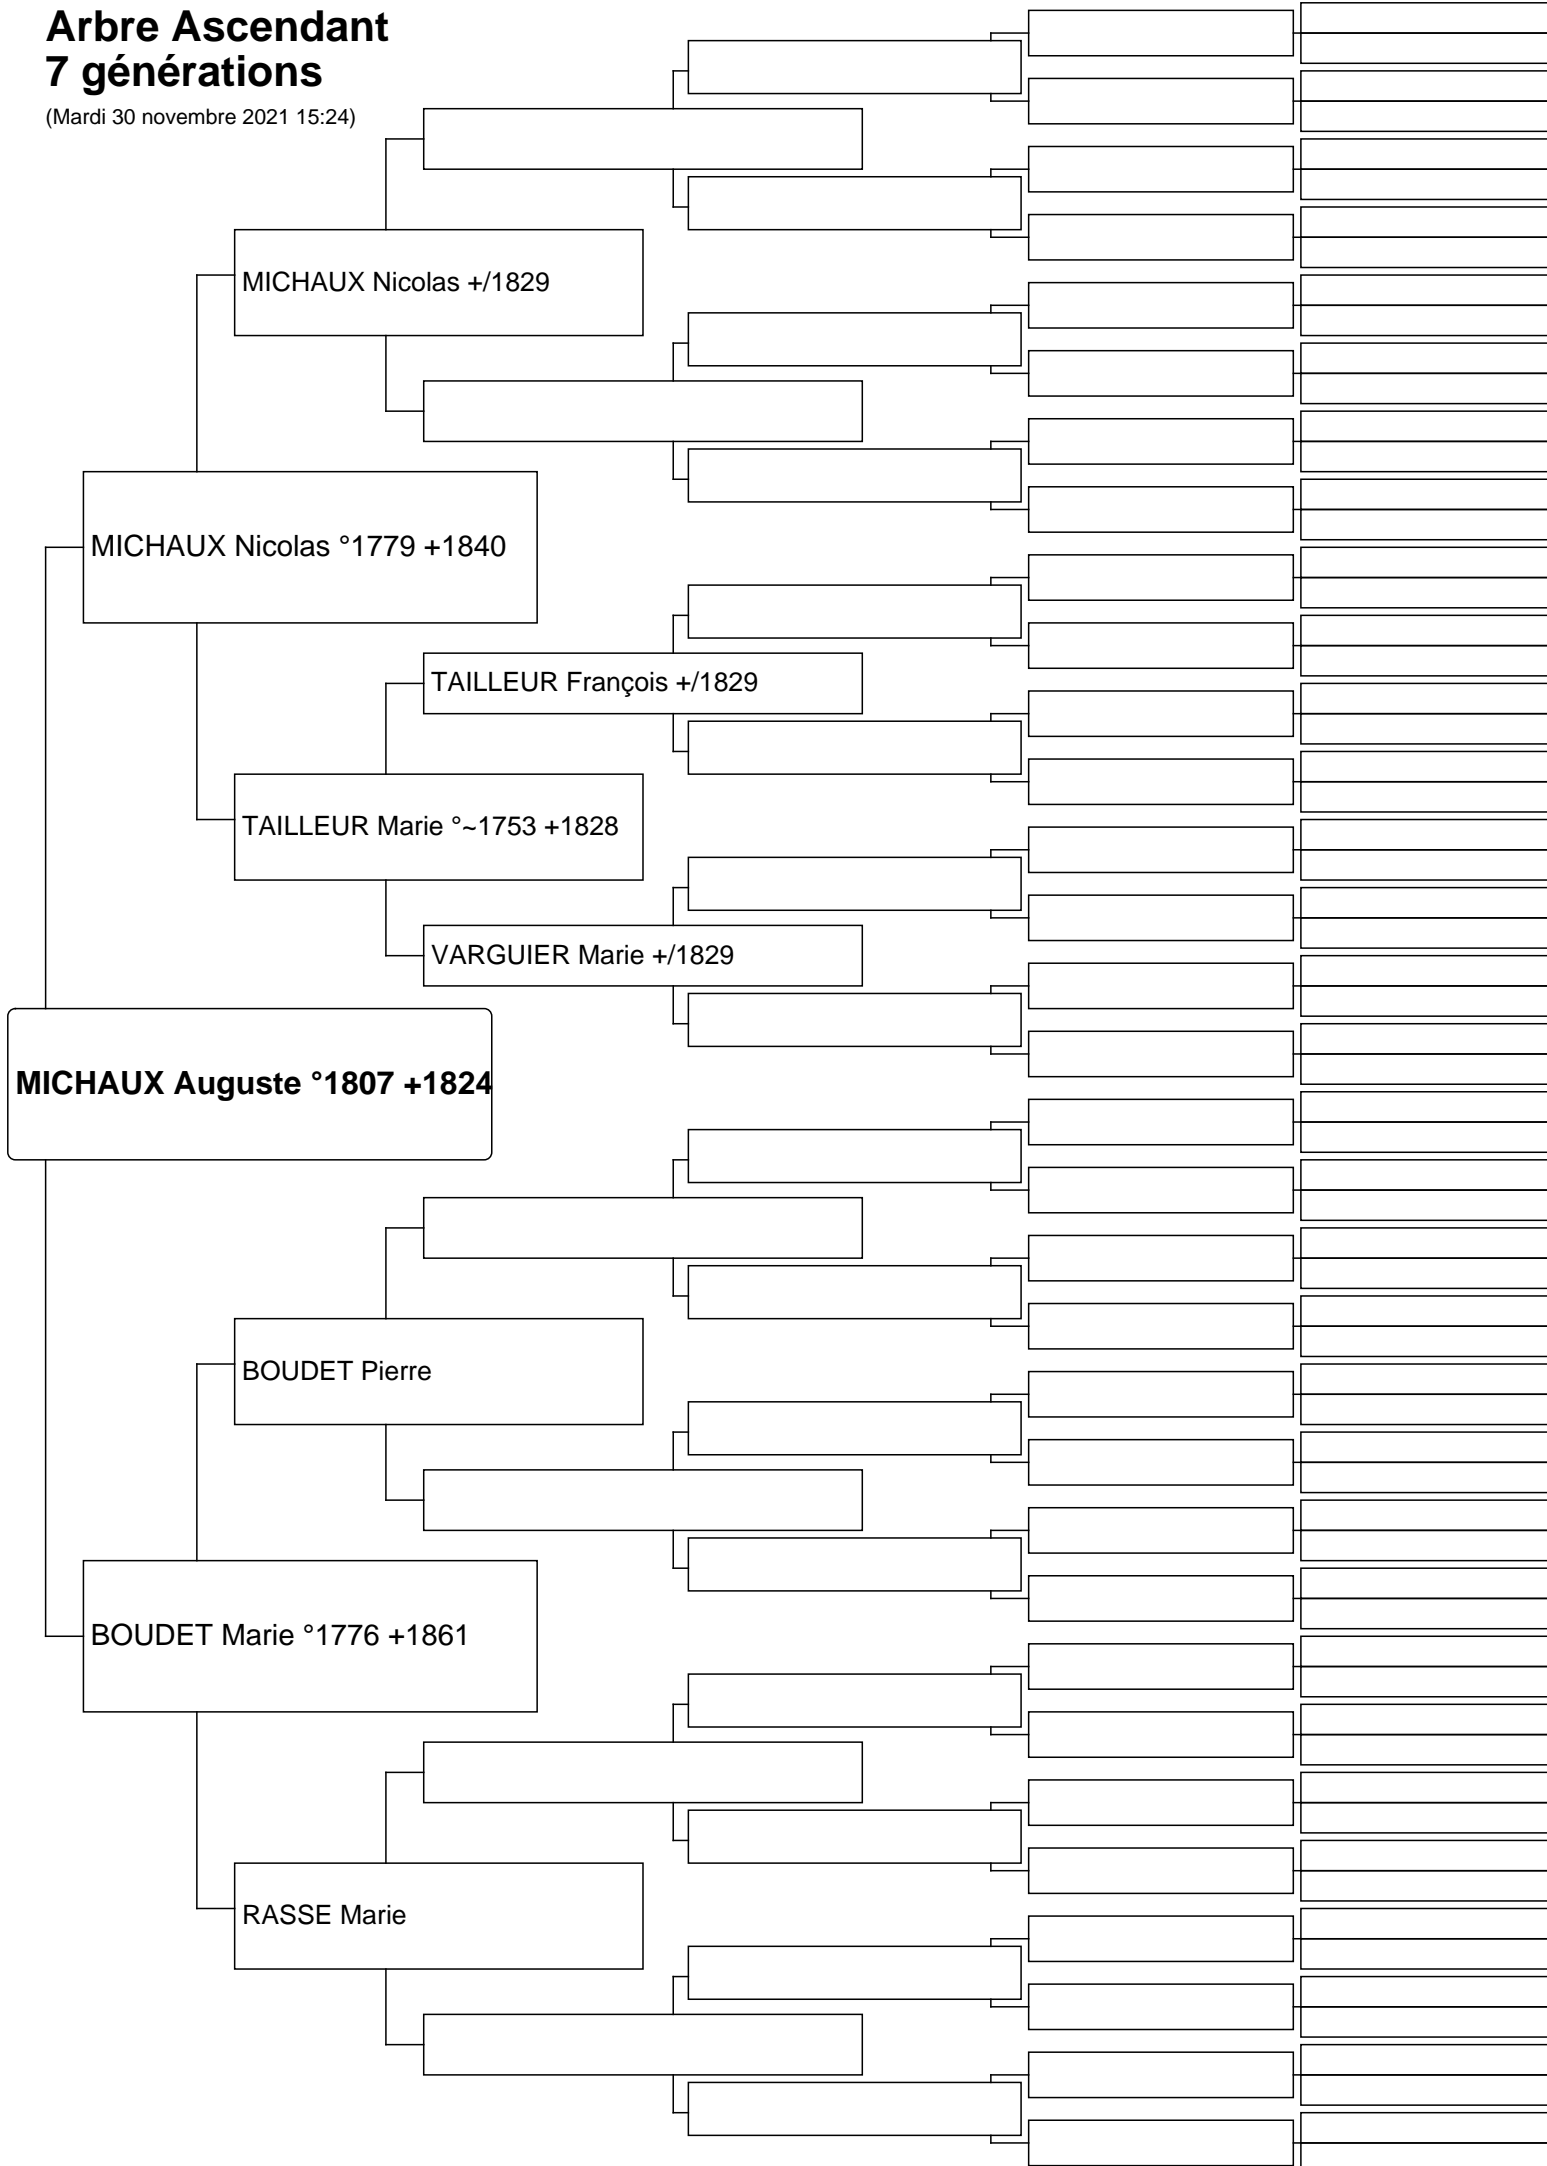 Arbre Ascendant
7 générations
(Mardi 30 novembre 2021 15:24)
MICHAUX Nicolas +/1829
MICHAUX Nicolas °1779 +1840
TAILLEUR François +/1829
TAILLEUR Marie °~1753 +1828
VARGUIER Marie +/1829
MICHAUX Auguste °1807 +1824
BOUDET Pierre
BOUDET Marie °1776 +1861
RASSE Marie